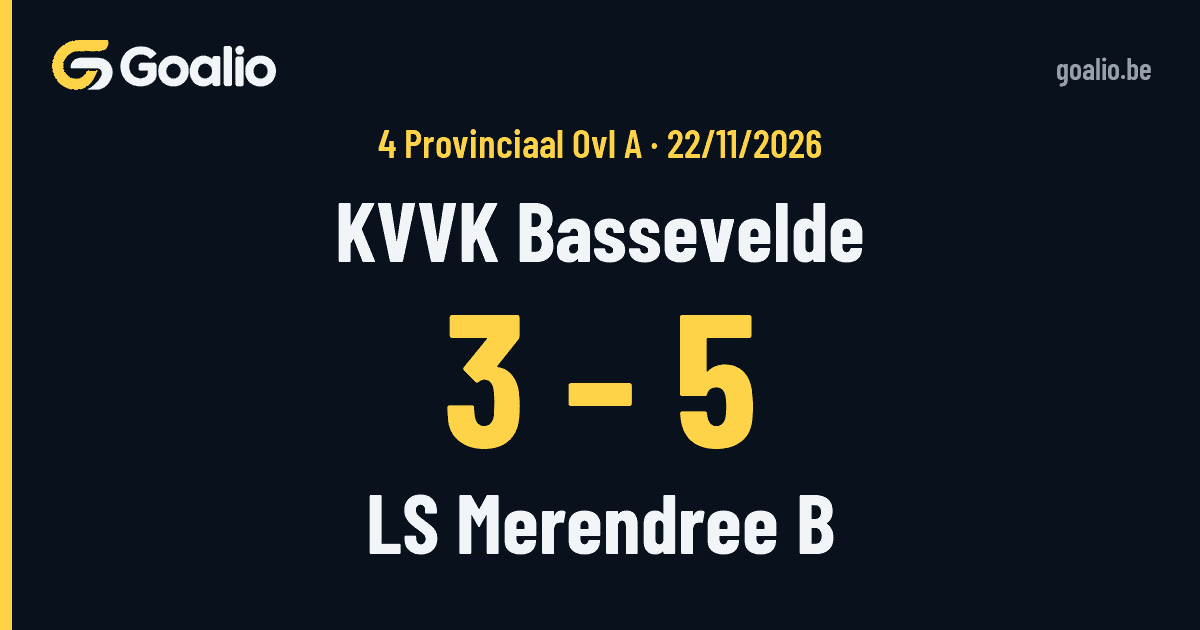 Goalio
goalio.be
4 Provinciaal Ovl A · 22/11/2026
KVVK Bassevelde
3 – 5
LS Merendree B